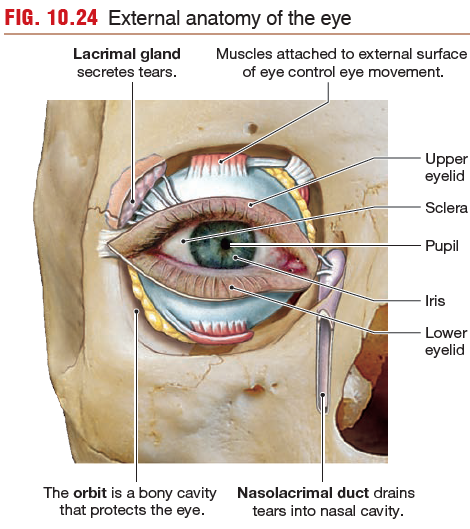 FIG. 10.24 External anatomy of the eye
Lacrimal gland
secretes tears.
Muscles attached to external surface
of eye control eye movement.
Upper
eyelid
Sclera
Pupil
Iris
Lower
eyelid
The orbit is a bony cavity
that protects the eye.
Nasolacrimal duct drains
tears into nasal cavity.